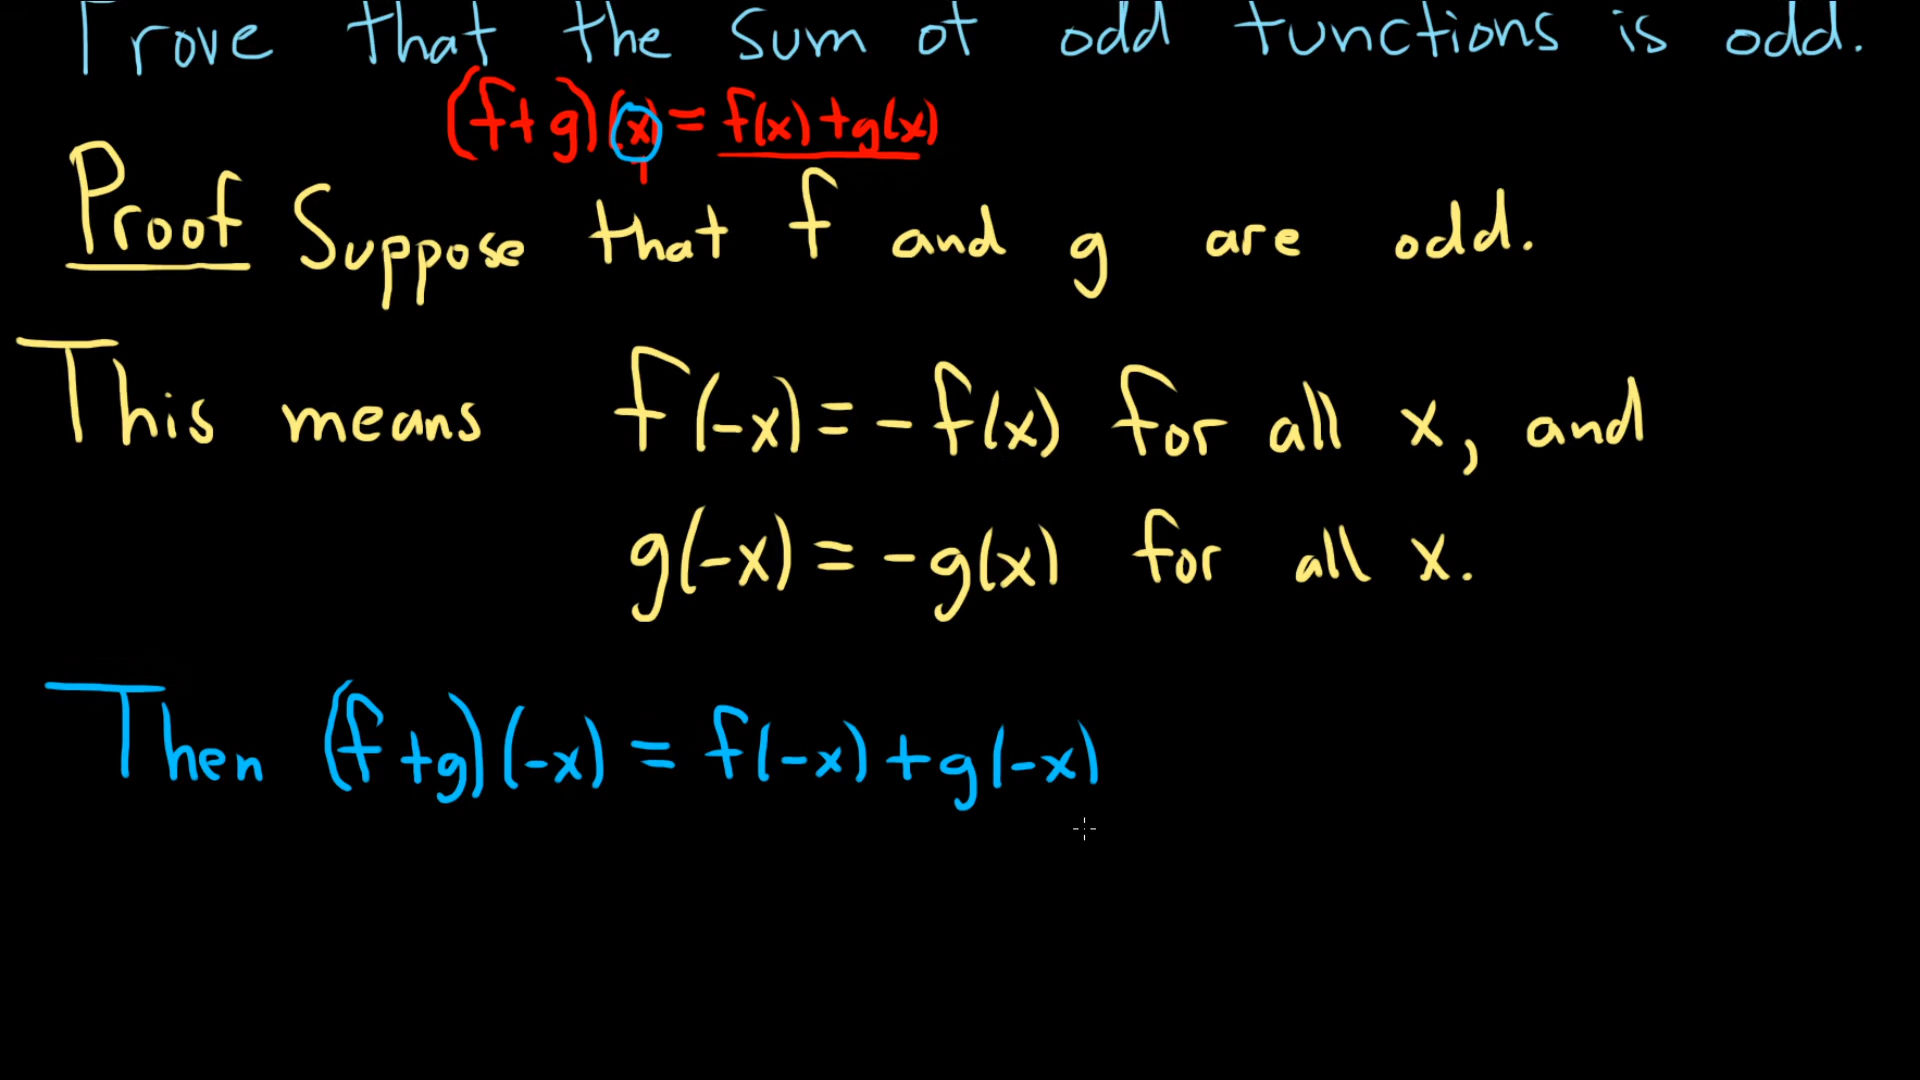 Prove that the sum of odd functions is odd.
(f+g)(x) = f(x)+g(x)
Proof Suppose that f and g are odd.
This means f(-x) = -f(x) for all x, and
g(-x) = -g(x) for all x.
Then (f+g)(-x) = f(-x)+g(-x)